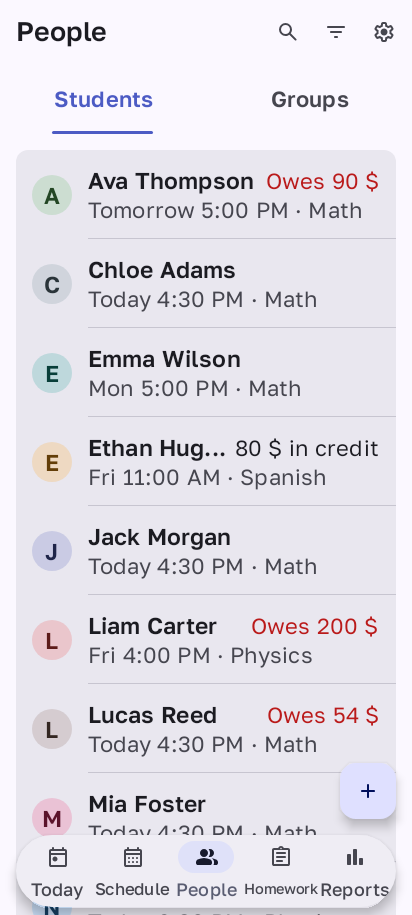 People
Students Groups
A Ava Thompson Owes 90 $
Tomorrow 5:00 PM · Math
C Chloe Adams
Today 4:30 PM · Math
E Emma Wilson
Mon 5:00 PM · Math
E Ethan Hug... 80 $ in credit
Fri 11:00 AM · Spanish
J Jack Morgan
Today 4:30 PM · Math
L Liam Carter Owes 200 $
Fri 4:00 PM · Physics
L Lucas Reed Owes 54 $
Today 4:30 PM · Math
M Mia Foster
Today 4:30 PM · Math
Today Schedule People Homework Reports
N